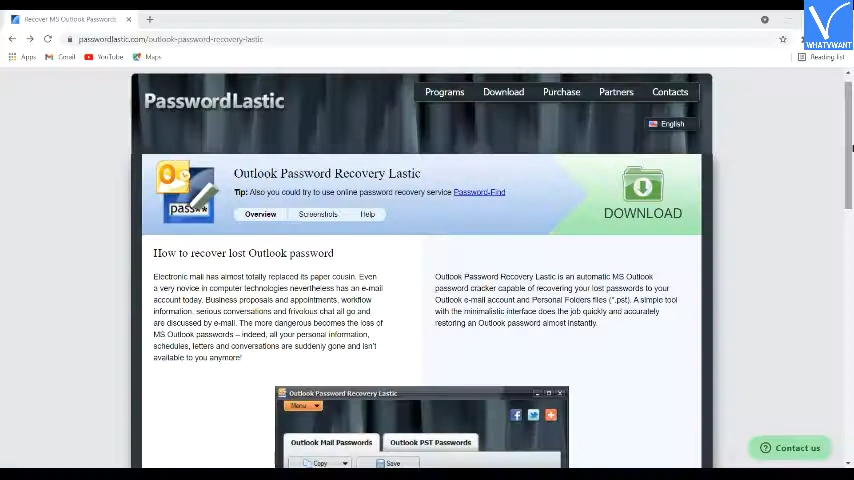 Recover MS Outlook Passwords
passwordlastic.com/outlook-password-recovery-lastic
WHATVWANT
Apps Gmail YouTube Maps Reading list
PasswordLastic
Programs Download Purchase Partners Contacts
English
Outlook Password Recovery Lastic
Tip: Also you could try to use online password recovery service Password-Find
pass**
DOWNLOAD
Overview Screenshots Help
How to recover lost Outlook password
Electronic mail has almost totally replaced its paper cousin. Even
a very novice in computer technologies nevertheless has an e-mail
account today. Business proposals and appointments, workflow
information, serious conversations and frivolous chat all go and
are discussed by e-mail. The more dangerous becomes the loss of
MS Outlook passwords – indeed, all your personal information,
schedules, letters and conversations are suddenly gone and isn't
available to you anymore!
Outlook Password Recovery Lastic is an automatic MS Outlook
password cracker capable of recovering your lost passwords to your
Outlook e-mail account and Personal Folders files (*.pst). A simple tool
with the minimalistic interface does the job quickly and accurately
restoring an Outlook password almost instantly.
Outlook Password Recovery Lastic
Menu
Outlook Mail Passwords Outlook PST Passwords
Copy Save
Contact us